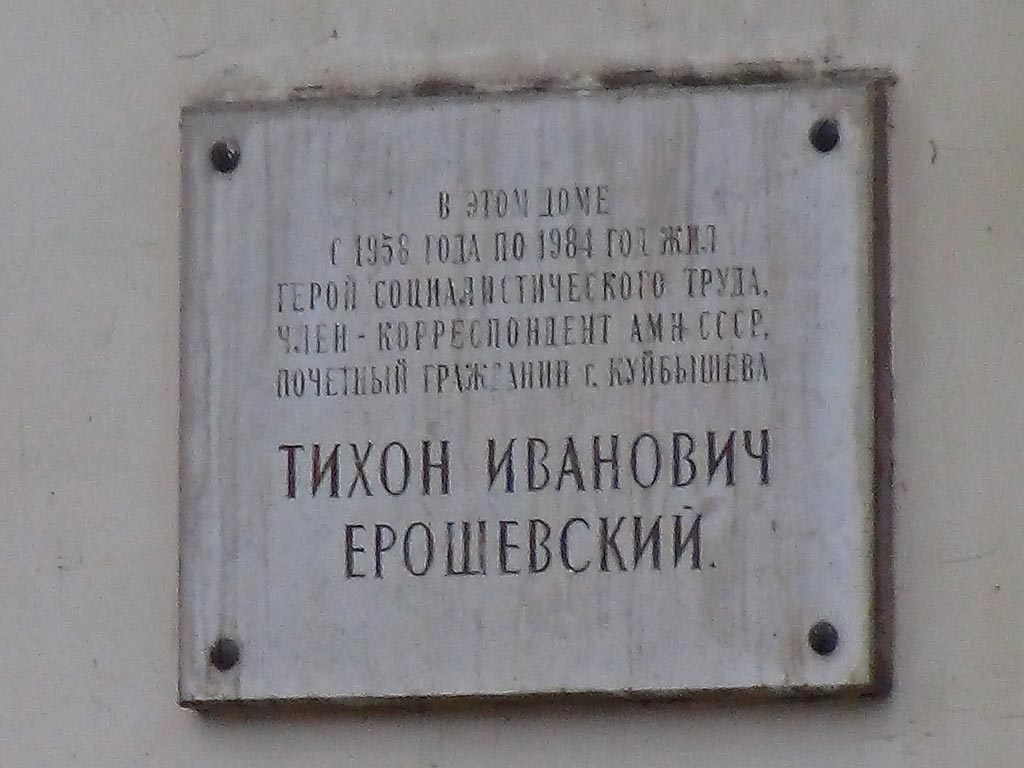 В ЭТОМ ДОМЕ
С 1958 ГОДА ПО 1984 ГОД ЖИЛ
ГЕРОЙ СОЦИАЛИСТИЧЕСКОГО ТРУДА,
ЧЛЕН-КОРРЕСПОНДЕНТ АМН СССР,
ПОЧЕТНЫЙ ГРАЖДАНИН г. КУЙБЫШЕВА
ТИХОН ИВАНОВИЧ
ЕРОШЕВСКИЙ.